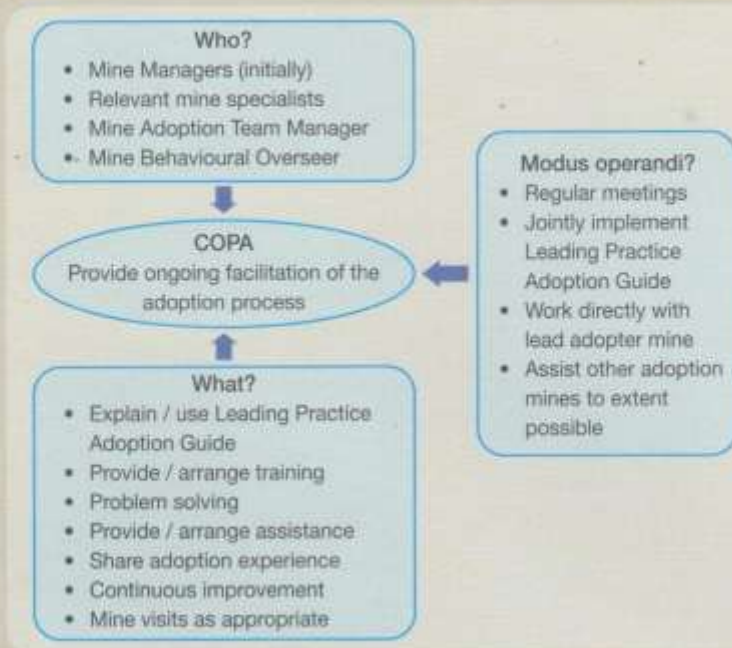 Who?
• Mine Managers (initially)
• Relevant mine specialists
• Mine Adoption Team Manager
• Mine Behavioural Overseer
COPA
Provide ongoing facilitation of the
adoption process
What?
• Explain / use Leading Practice
Adoption Guide
• Provide / arrange training
• Problem solving
• Provide / arrange assistance
• Share adoption experience
• Continuous improvement
• Mine visits as appropriate
Modus operandi?
• Regular meetings
• Jointly implement
Leading Practice
Adoption Guide
• Work directly with
lead adopter mine
• Assist other adoption
mines to extent
possible